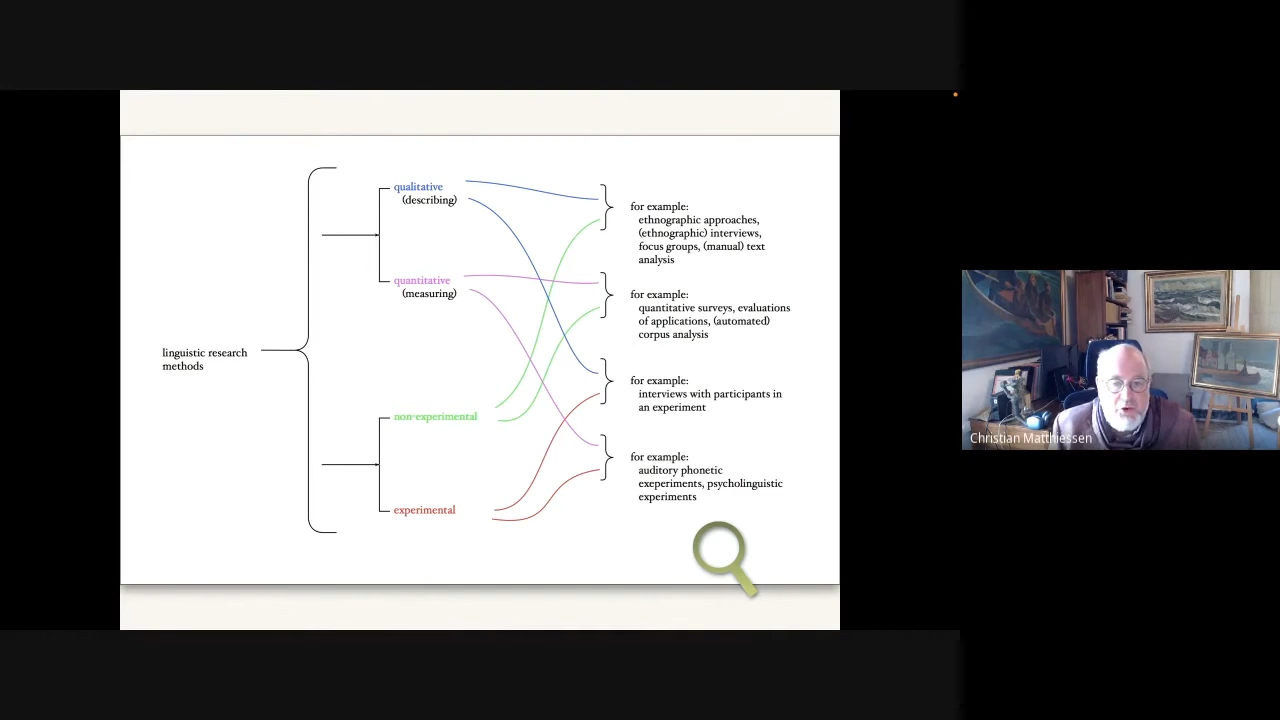 qualitative
(describing)
quantitative
(measuring)
linguistic research
methods
non-experimental
experimental
for example:
ethnographic approaches,
(ethnographic) interviews,
focus groups, (manual) text
analysis
for example:
quantitative surveys, evaluations
of applications, (automated)
corpus analysis
for example:
interviews with participants in
an experiment
for example:
auditory phonetic
exeperiments, psycholinguistic
experiments
Christian Matthiessen